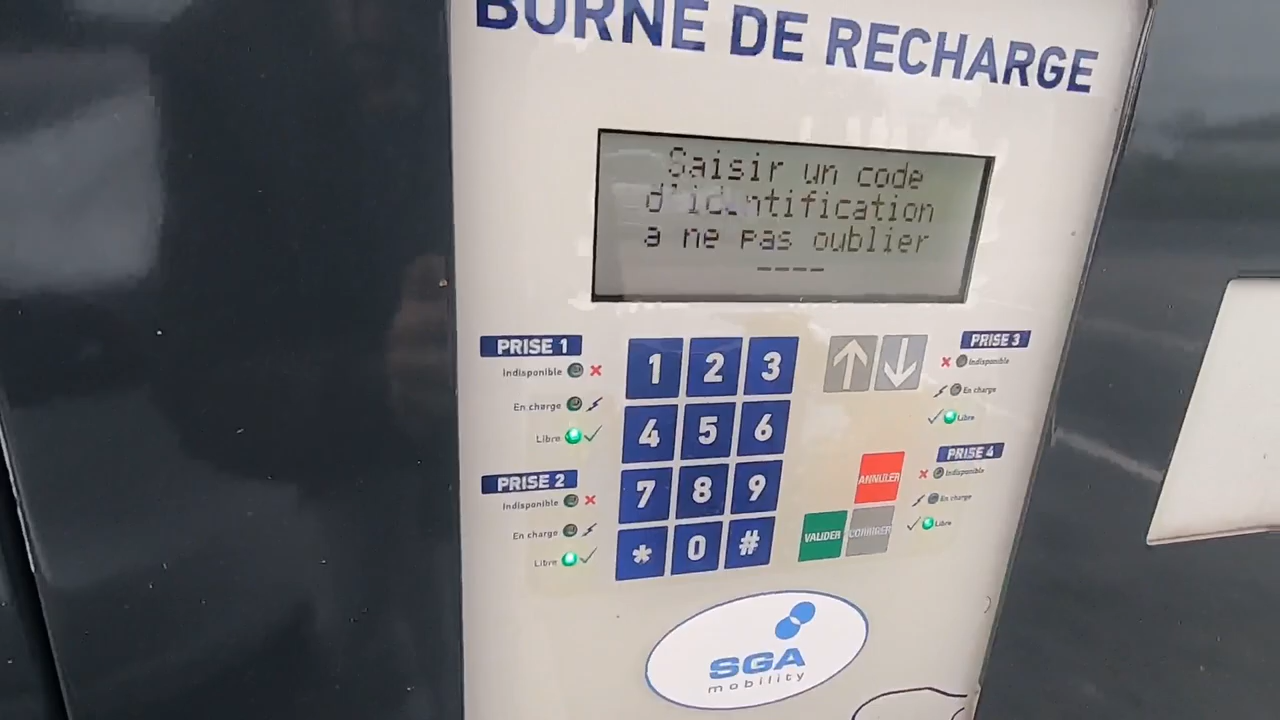 BORNE DE RECHARGE
Saisir un code
d'identification
a ne pas oublier
----
PRISE 1
Indisponible
En charge
Libre
PRISE 2
Indisponible
En charge
Libre
1 2 3
4 5 6
7 8 9
* 0 #
ANNULER
VALIDER
CORRIGER
PRISE 3
Indisponible
En charge
Libre
PRISE 4
Indisponible
En charge
Libre
SGA
mobility